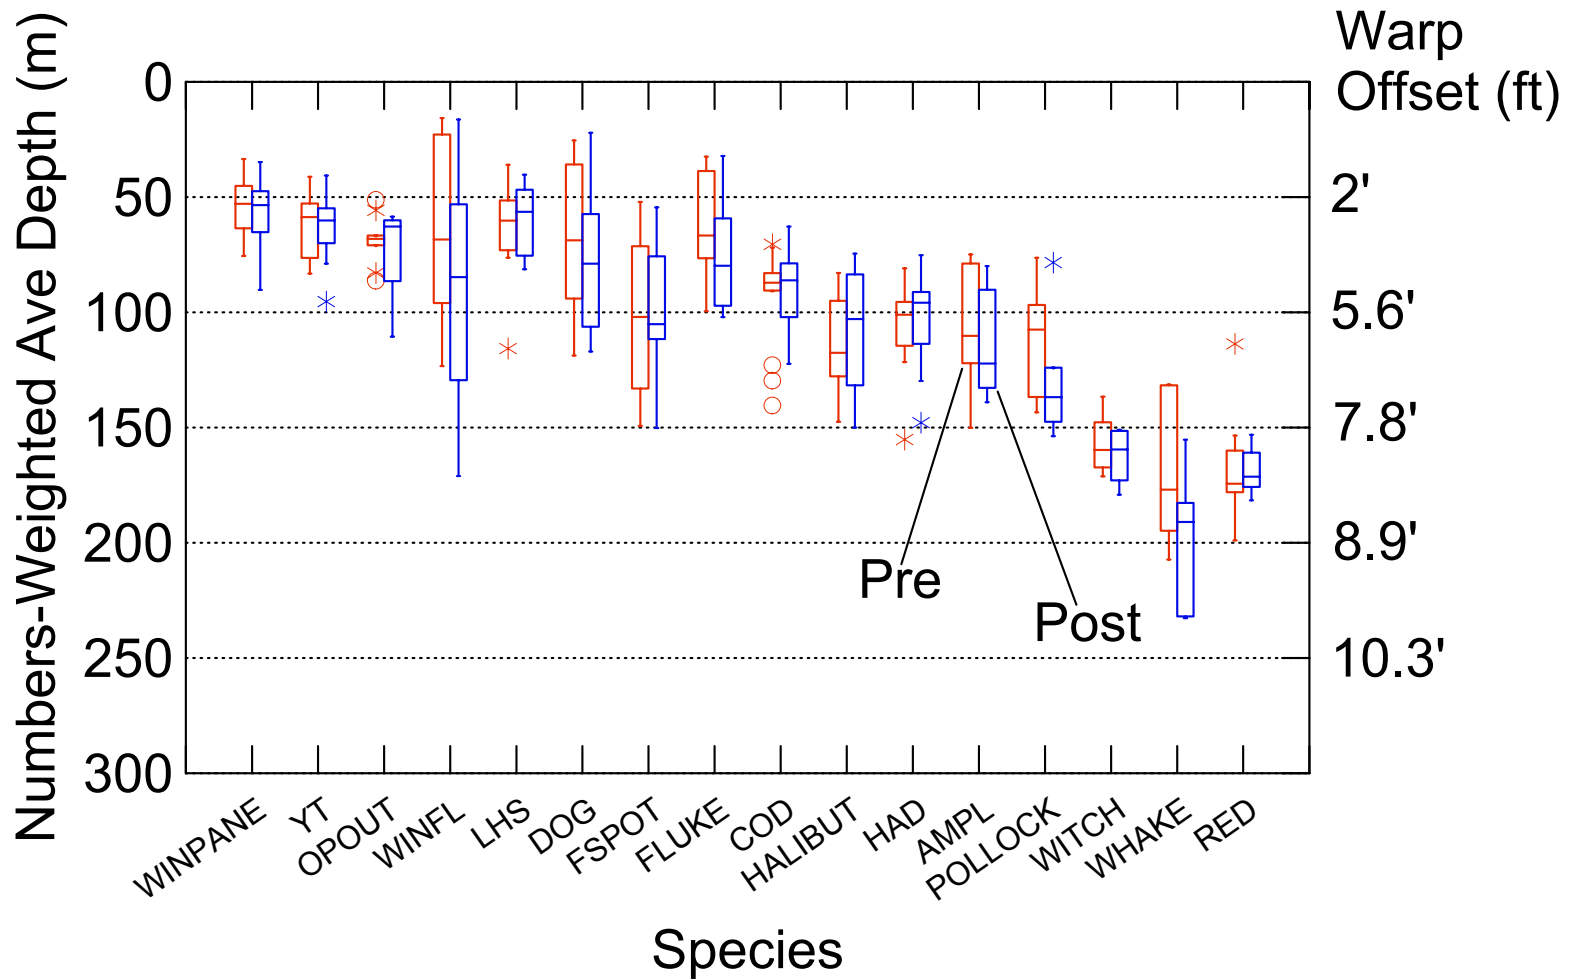 Warp
Offset (ft)
Numbers-Weighted Ave Depth (m)
0
50
100
150
200
250
300
2'
5.6'
7.8'
8.9'
10.3'
Pre
Post
WINPANE
YT
OPOUT
WINFL
LHS
DOG
FSPOT
FLUKE
COD
HALIBUT
HAD
AMPL
POLLOCK
WITCH
WHAKE
RED
Species